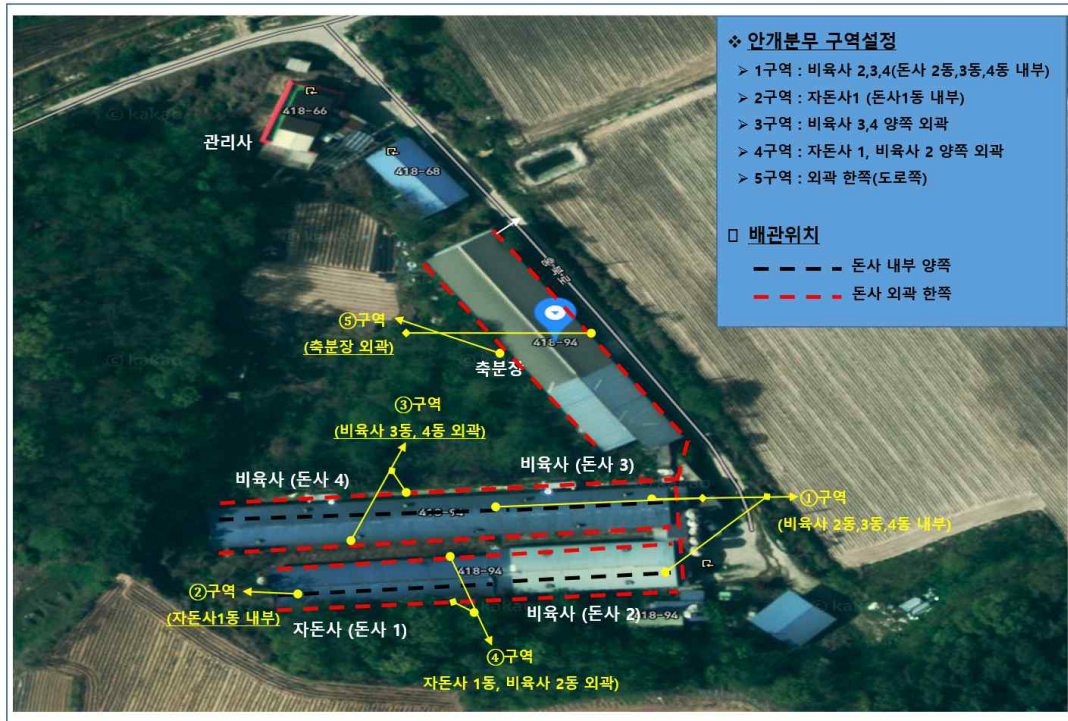 ❖ 안개분무 구역설정
➢ 1구역 : 비육사 2,3,4(돈사 2동,3동,4동 내부)
➢ 2구역 : 자돈사1 (돈사1동 내부)
➢ 3구역 : 비육사 3,4 양쪽 외곽
➢ 4구역 : 자돈사 1, 비육사 2 양쪽 외곽
➢ 5구역 : 외곽 한쪽(도로쪽)
□ 배관위치
돈사 내부 양쪽
돈사 외곽 한쪽
418-66
관리사
418-68
홍북로
⑤구역
(축분장 외곽)
418-94
축분장
③구역
(비육사 3동, 4동 외곽)
비육사 (돈사 4)
비육사 (돈사 3)
418-94
①구역
(비육사 2동,3동,4동 내부)
418-94
②구역
(자돈사1동 내부)
자돈사 (돈사 1)
비육사 (돈사 2)
418-94
④구역
자돈사 1동, 비육사 2동 외곽)